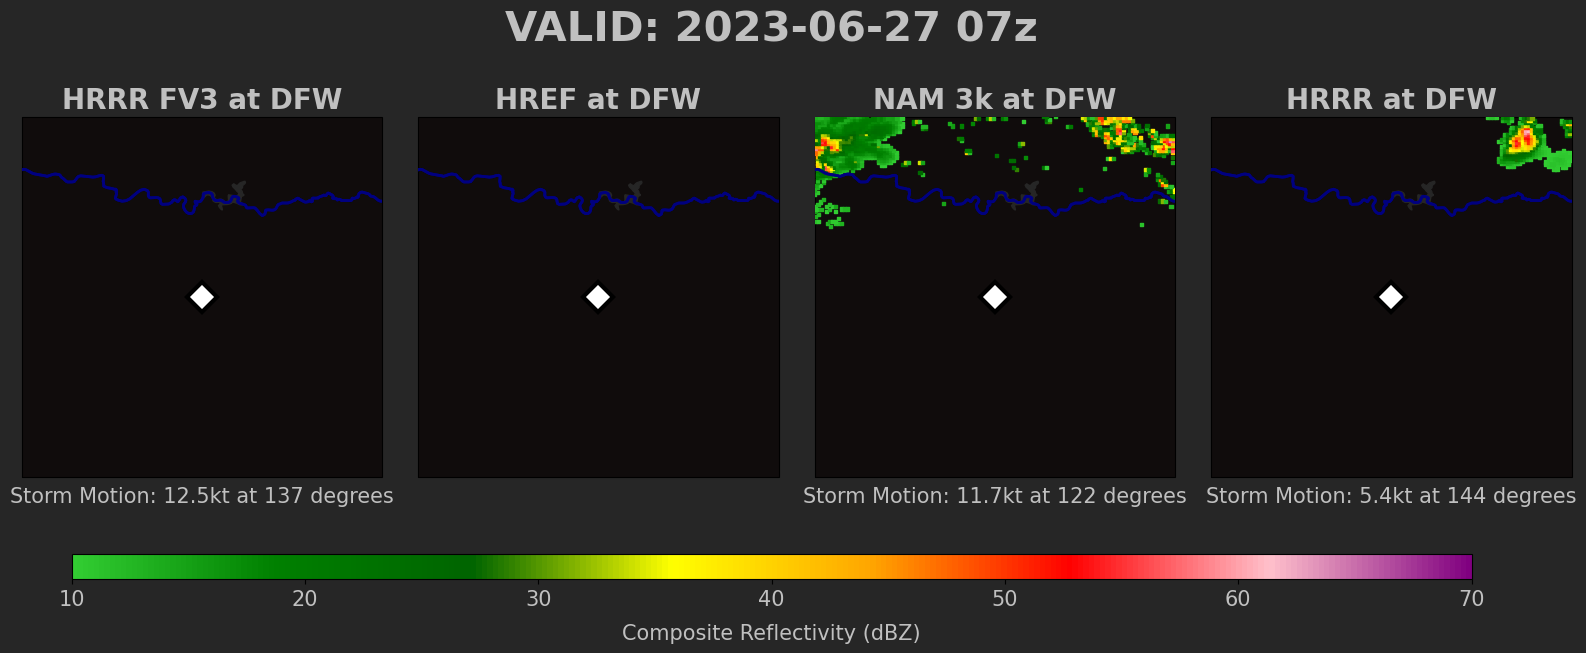 VALID: 2023-06-27 07z
HRRR FV3 at DFW
HREF at DFW
NAM 3k at DFW
HRRR at DFW
Storm Motion: 12.5kt at 137 degrees
Storm Motion: 11.7kt at 122 degrees
Storm Motion: 5.4kt at 144 degrees
10 20 30 40 50 60 70
Composite Reflectivity (dBZ)